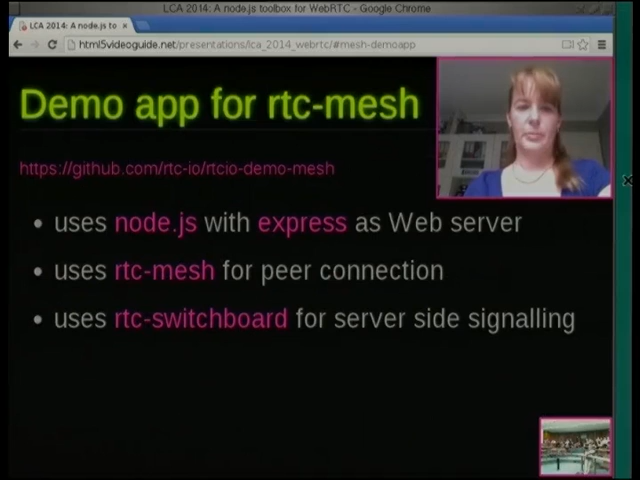 LCA 2014: A node.js toolbox for WebRTC - Google Chrome
LCA 2014: A node.js to ×
html5videoguide.net/presentations/lca_2014_webrtc/#mesh-demoapp
Demo app for rtc-mesh
https://github.com/rtc-io/rtcio-demo-mesh
• uses node.js with express as Web server
• uses rtc-mesh for peer connection
• uses rtc-switchboard for server side signalling